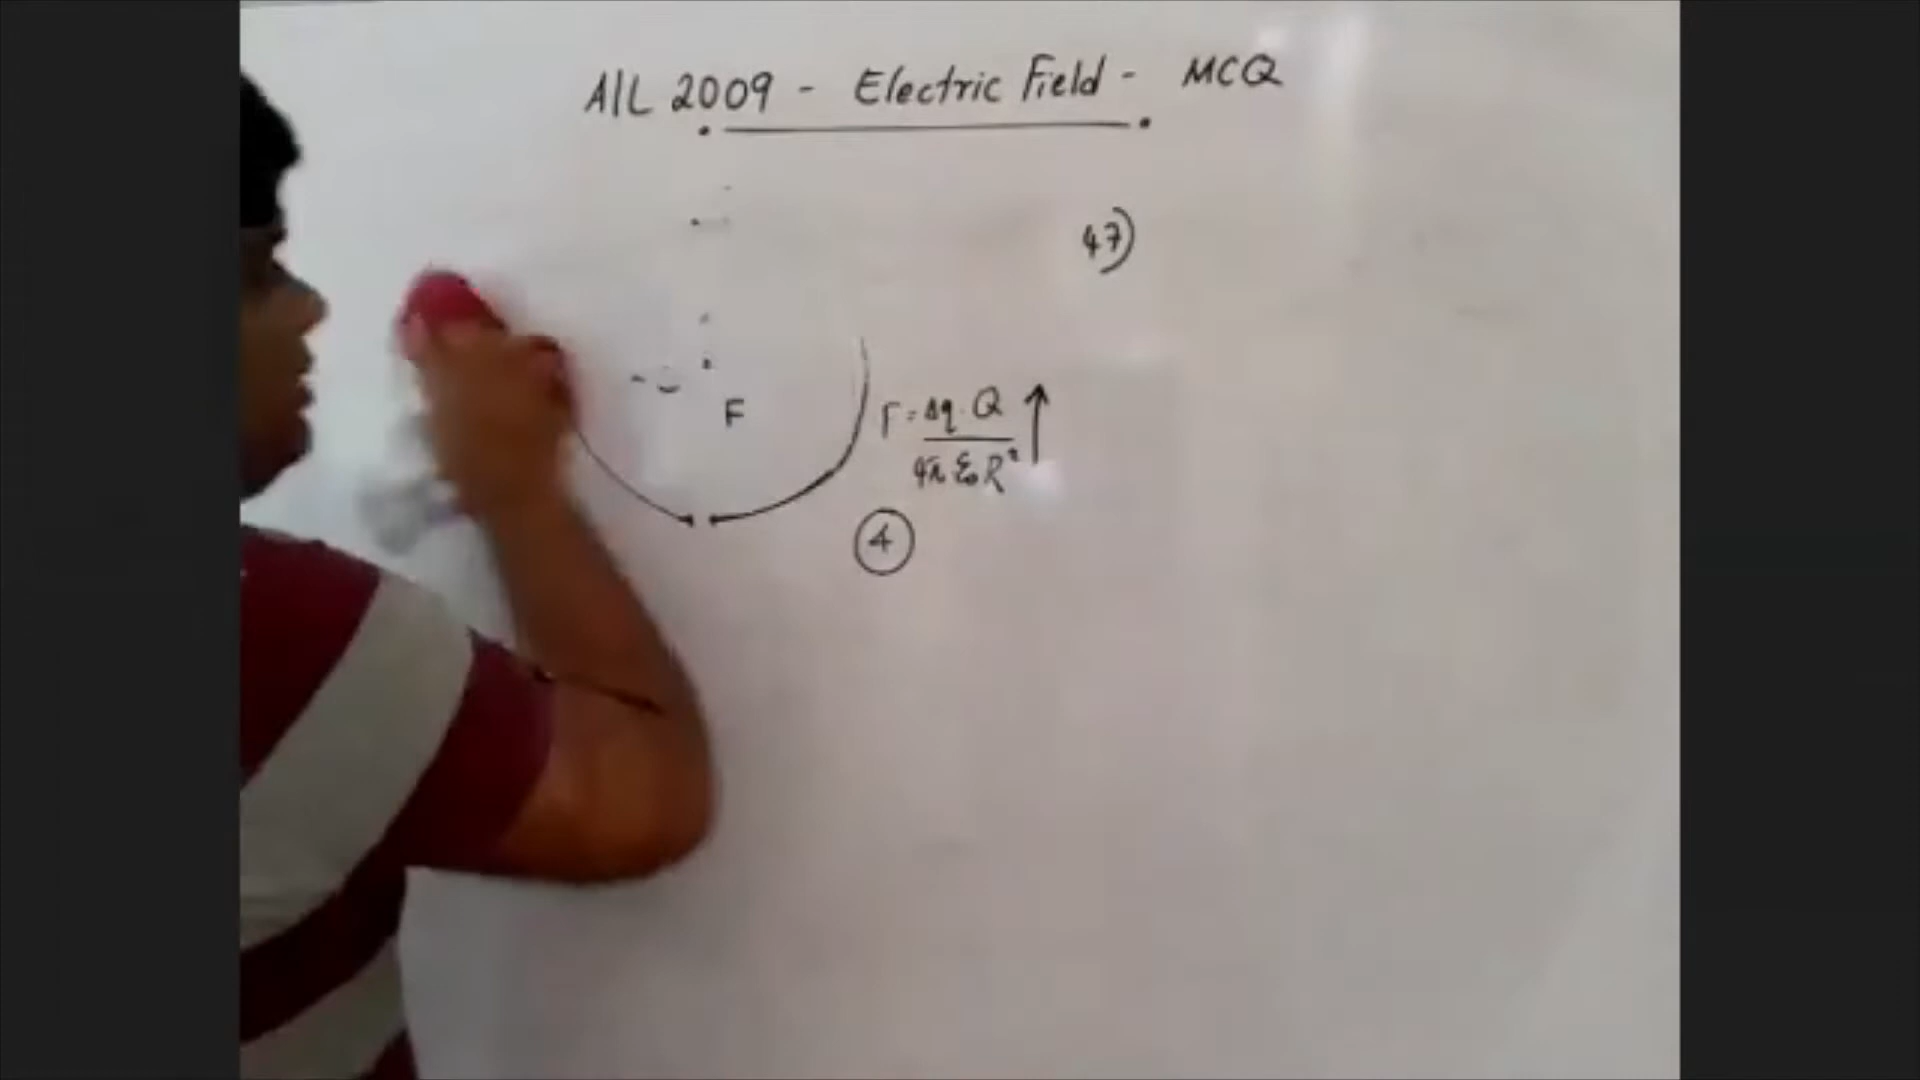 A/L 2009 - Electric Field - MCQ
47)
F
F = Δq . Q ↑
4π ε₀ R²
4